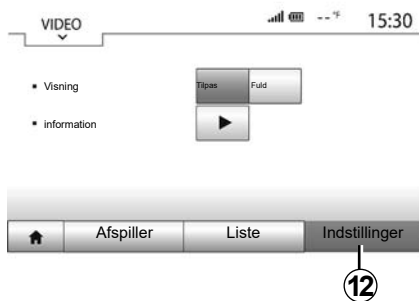 VIDEO
--°F
15:30
Visning
Tilpas
Fuld
information
Afspiller
Liste
Indstillinger
12